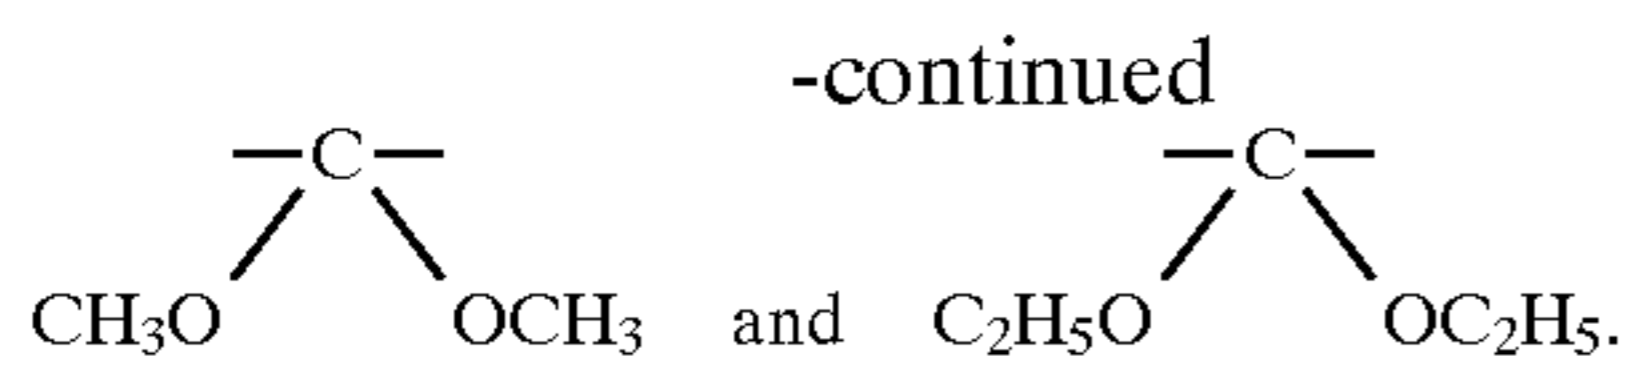 -continued
—C— —C—
CH₃O OCH₃ and C₂H₅O OC₂H₅.